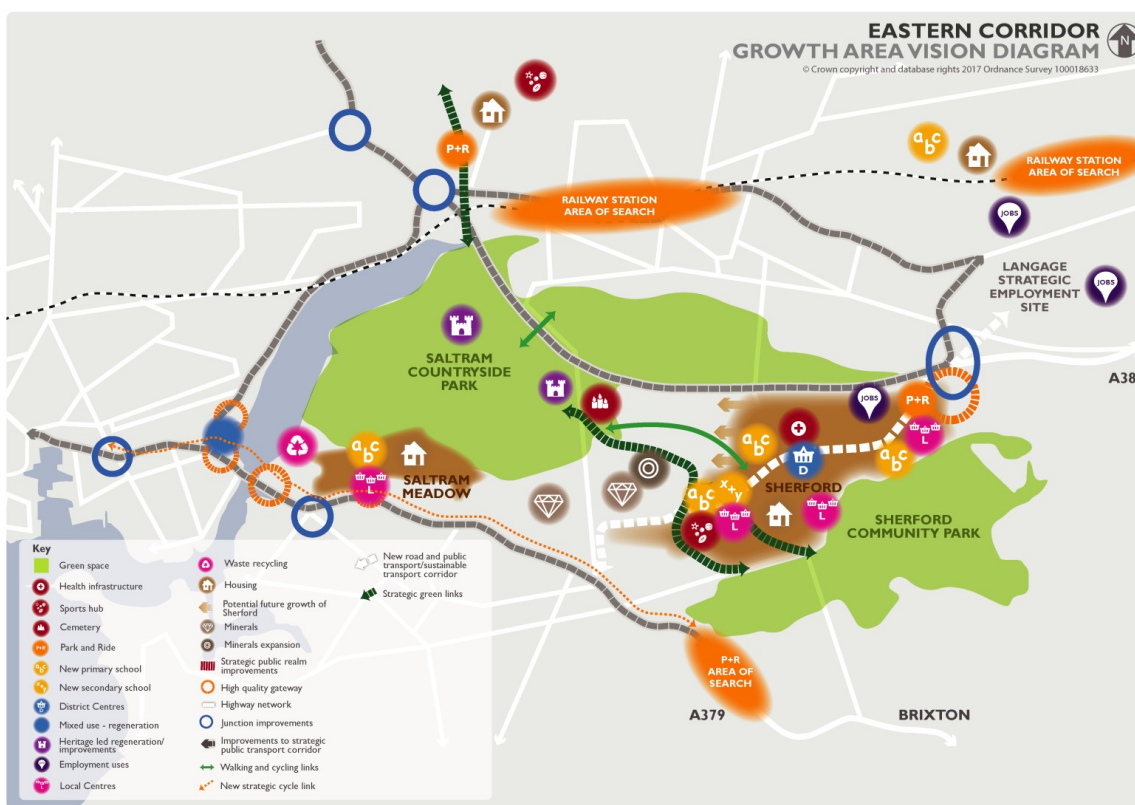 EASTERN CORRIDOR
GROWTH AREA VISION DIAGRAM
N
© Crown copyright and database rights 2017 Ordnance Survey 100018633
P+R
abc
RAILWAY STATION
AREA OF SEARCH
RAILWAY STATION
AREA OF SEARCH
JOBS
LANGAGE
STRATEGIC
EMPLOYMENT
SITE
JOBS
SALTRAM
COUNTRYSIDE
PARK
A38
JOBS
P+R
L
abc
abc
D
abc
SALTRAM
MEADOW
L
SHERFORD
abc
x+y
L
L
SHERFORD
COMMUNITY PARK
P+R
AREA OF
SEARCH
A379
BRIXTON
Key
Green space
Health infrastructure
Sports hub
Cemetery
P+R
Park and Ride
New primary school
New secondary school
D
District Centres
Mixed use - regeneration
Heritage led regeneration/
improvements
JOBS
Employment uses
L
Local Centres
Waste recycling
Housing
Potential future growth of
Sherford
Minerals
Minerals expansion
Strategic public realm
improvements
High quality gateway
Highway network
Junction improvements
Improvements to strategic
public transport corridor
Walking and cycling links
New strategic cycle link
New road and public
transport/sustainable
transport corridor
Strategic green links